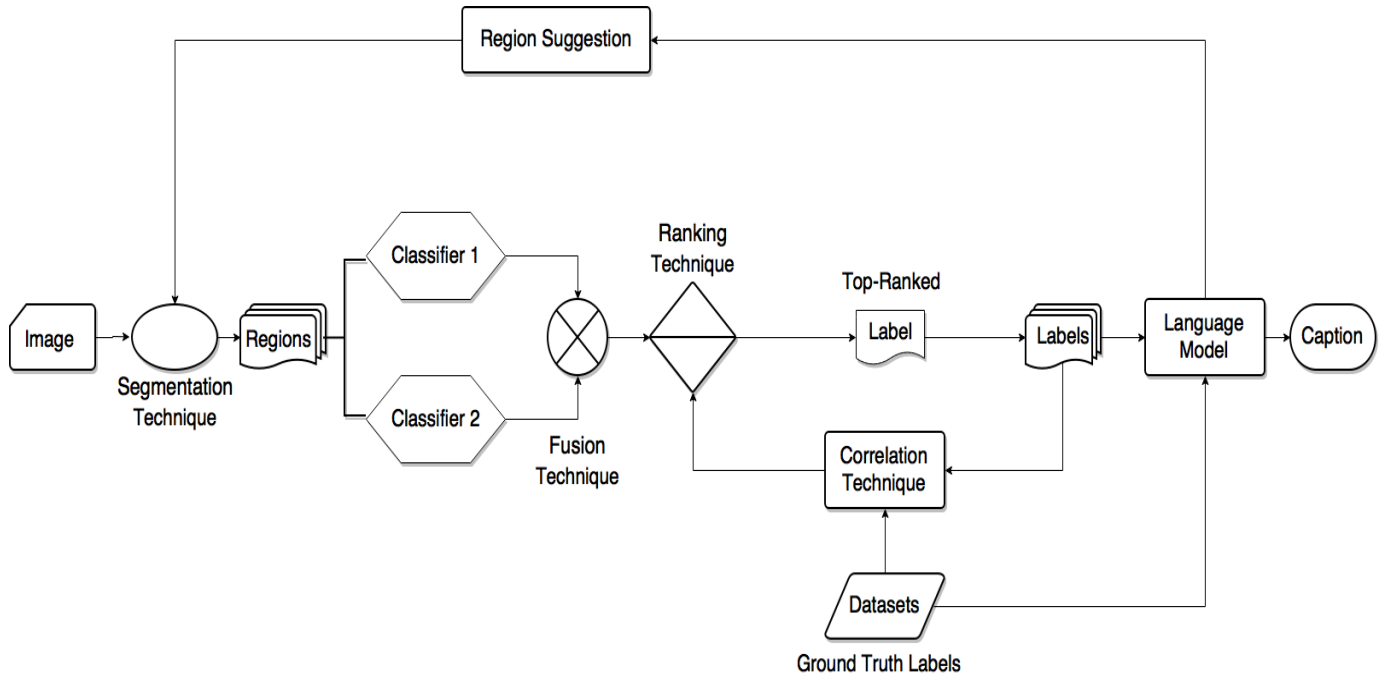 Region Suggestion
Classifier 1
Ranking
Technique
Top-Ranked
Image
Regions
Label
Labels
Language
Model
Caption
Segmentation
Technique
Classifier 2
Fusion
Technique
Correlation
Technique
Datasets
Ground Truth Labels